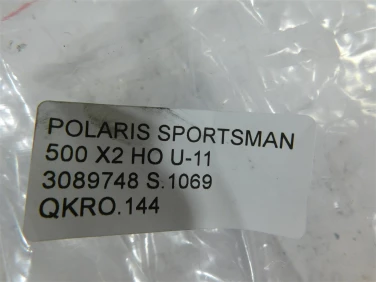 POLARIS SPORTSMAN
500 X2 HO U-11
3089748 S.1069
QKRO.144